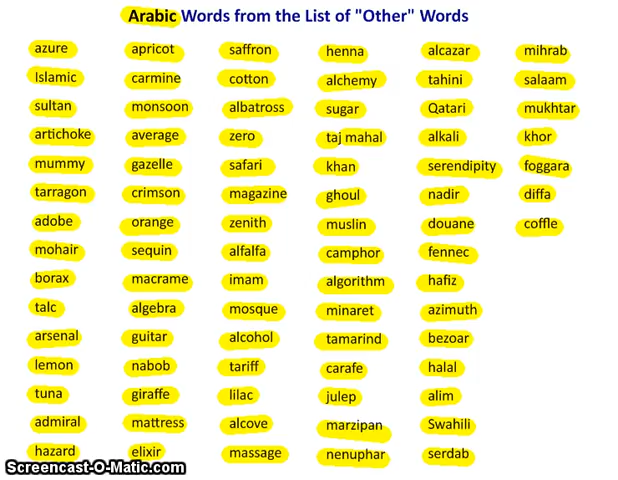 Arabic Words from the List of "Other" Words
azure apricot saffron henna alcazar mihrab
Islamic carmine cotton alchemy tahini salaam
sultan monsoon albatross sugar Qatari mukhtar
artichoke average zero taj mahal alkali khor
mummy gazelle safari khan serendipity foggara
tarragon crimson magazine ghoul nadir diffa
adobe orange zenith muslin douane coffle
mohair sequin alfalfa camphor fennec
borax macrame imam algorithm hafiz
talc algebra mosque minaret azimuth
arsenal guitar alcohol tamarind bezoar
lemon nabob tariff carafe halal
tuna giraffe lilac julep alim
admiral mattress alcove marzipan Swahili
hazard elixir massage nenuphar serdab
Screencast-O-Matic.com